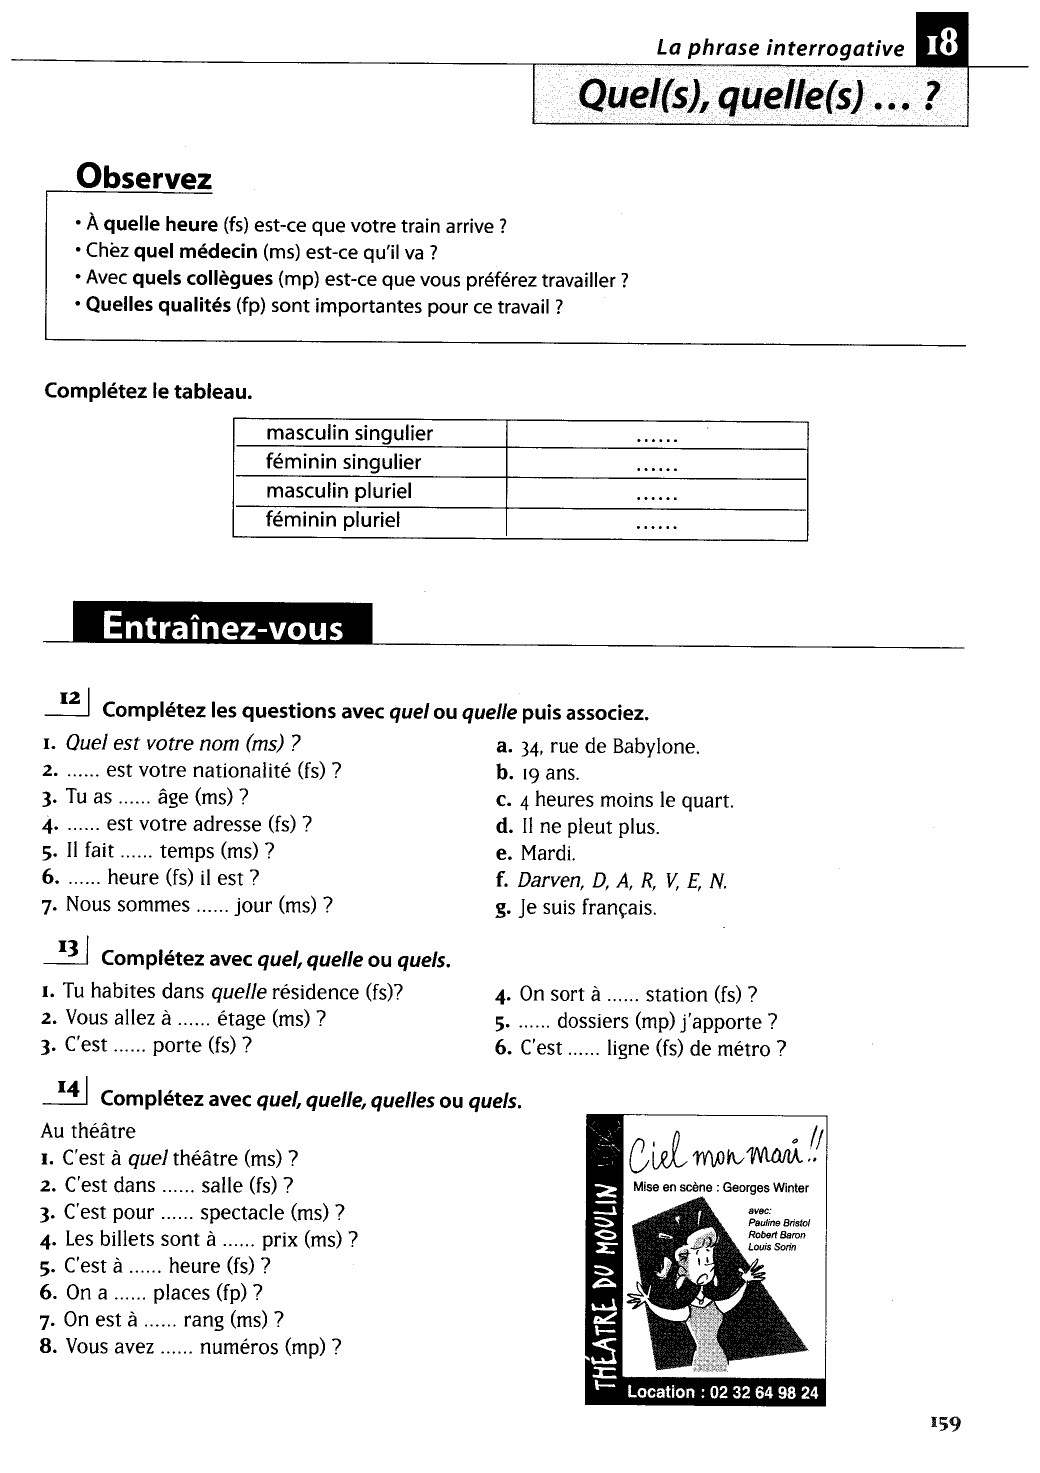 La phrase interrogative 18
Quel(s), quelle(s) ... ?
Observez
• À quelle heure (fs) est-ce que votre train arrive ?
• Chez quel médecin (ms) est-ce qu'il va ?
• Avec quels collègues (mp) est-ce que vous préférez travailler ?
• Quelles qualités (fp) sont importantes pour ce travail ?
Complétez le tableau.
masculin singulier ......
féminin singulier ......
masculin pluriel ......
féminin pluriel ......
Entraînez-vous
12 Complétez les questions avec quel ou quelle puis associez.
1. Quel est votre nom (ms) ?
2. ...... est votre nationalité (fs) ?
3. Tu as ...... âge (ms) ?
4. ...... est votre adresse (fs) ?
5. Il fait ...... temps (ms) ?
6. ...... heure (fs) il est ?
7. Nous sommes ...... jour (ms) ?
a. 34, rue de Babylone.
b. 19 ans.
c. 4 heures moins le quart.
d. Il ne pleut plus.
e. Mardi.
f. Darven, D, A, R, V, E, N.
g. Je suis français.
13 Complétez avec quel, quelle ou quels.
1. Tu habites dans quelle résidence (fs)?
2. Vous allez à ...... étage (ms) ?
3. C'est ...... porte (fs) ?
4. On sort à ...... station (fs) ?
5. ...... dossiers (mp) j'apporte ?
6. C'est ...... ligne (fs) de métro ?
14 Complétez avec quel, quelle, quelles ou quels.
Au théâtre
1. C'est à quel théâtre (ms) ?
2. C'est dans ...... salle (fs) ?
3. C'est pour ...... spectacle (ms) ?
4. Les billets sont à ...... prix (ms) ?
5. C'est à ...... heure (fs) ?
6. On a ...... places (fp) ?
7. On est à ...... rang (ms) ?
8. Vous avez ...... numéros (mp) ?
THÉATRE DU MOULIN
Ciel mon mari !!
Mise en scène : Georges Winter
avec:
Pauline Bristol
Robert Baron
Louis Sorin
Location : 02 32 64 98 24
159